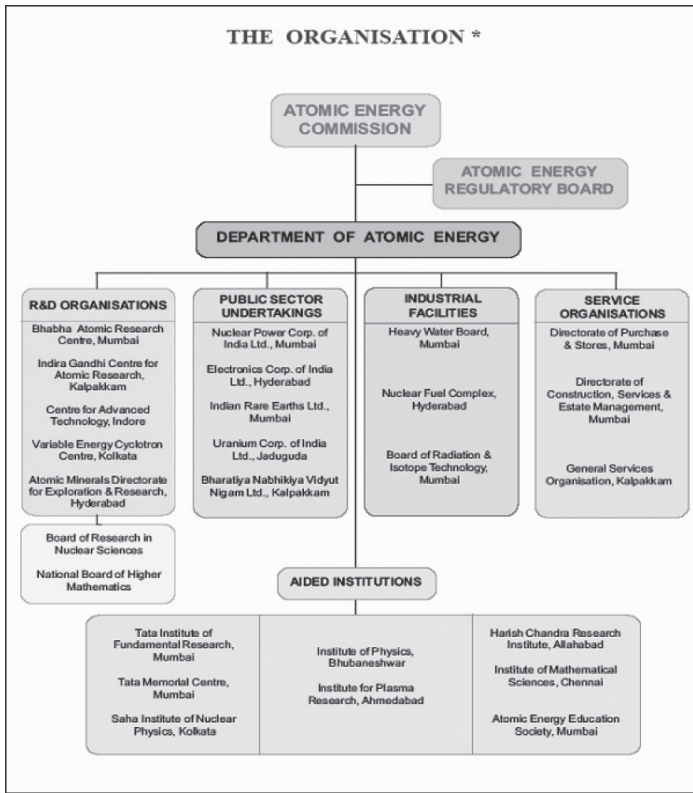 THE ORGANISATION *
ATOMIC ENERGY
COMMISSION
ATOMIC ENERGY
REGULATORY BOARD
DEPARTMENT OF ATOMIC ENERGY
R&D ORGANISATIONS
Bhabha Atomic Research
Centre, Mumbai
Indira Gandhi Centre for
Atomic Research,
Kalpakkam
Centre for Advanced
Technology, Indore
Variable Energy Cyclotron
Centre, Kolkata
Atomic Minerals Directorate
for Exploration & Research,
Hyderabad
Board of Research in
Nuclear Sciences
National Board of Higher
Mathematics
PUBLIC SECTOR
UNDERTAKINGS
Nuclear Power Corp. of
India Ltd., Mumbai
Electronics Corp. of India
Ltd., Hyderabad
Indian Rare Earths Ltd.,
Mumbai
Uranium Corp. of India
Ltd., Jaduguda
Bharatiya Nabhikiya Vidyut
Nigam Ltd., Kalpakkam
INDUSTRIAL
FACILITIES
Heavy Water Board,
Mumbai
Nuclear Fuel Complex,
Hyderabad
Board of Radiation &
Isotope Technology,
Mumbai
SERVICE
ORGANISATIONS
Directorate of Purchase
& Stores, Mumbai
Directorate of
Construction, Services &
Estate Management,
Mumbai
General Services
Organisation, Kalpakkam
AIDED INSTITUTIONS
Tata Institute of
Fundamental Research,
Mumbai
Tata Memorial Centre,
Mumbai
Saha Institute of Nuclear
Physics, Kolkata
Institute of Physics,
Bhubaneshwar
Institute for Plasma
Research, Ahmedabad
Harish Chandra Research
Institute, Allahabad
Institute of Mathematical
Sciences, Chennai
Atomic Energy Education
Society, Mumbai